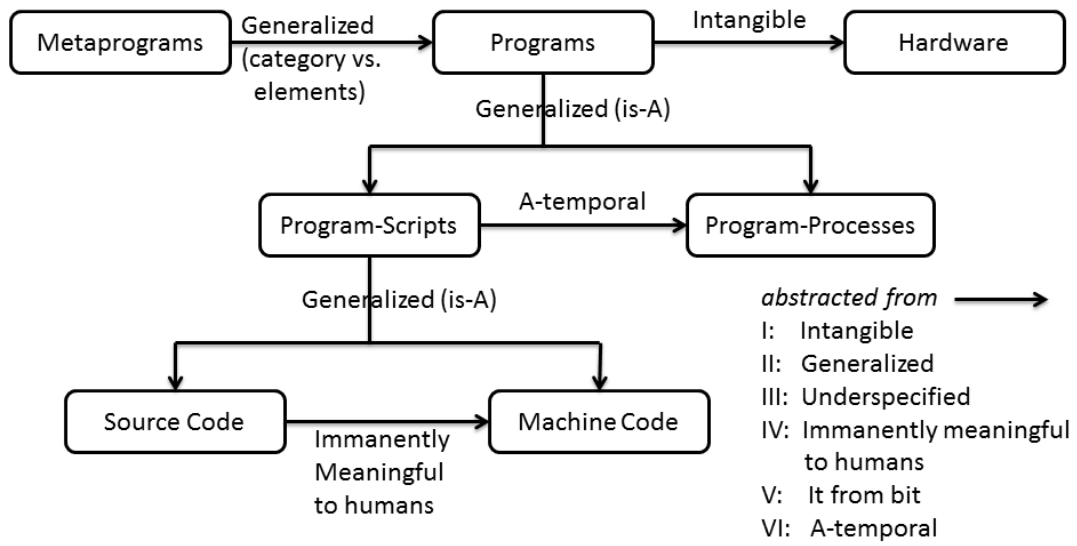 Metaprograms
Generalized
(category vs.
elements)
Programs
Intangible
Hardware
Generalized (is-A)
Program-Scripts
A-temporal
Program-Processes
Generalized (is-A)
Source Code
Immanently
Meaningful
to humans
Machine Code
abstracted from
I: Intangible
II: Generalized
III: Underspecified
IV: Immanently meaningful
to humans
V: It from bit
VI: A-temporal